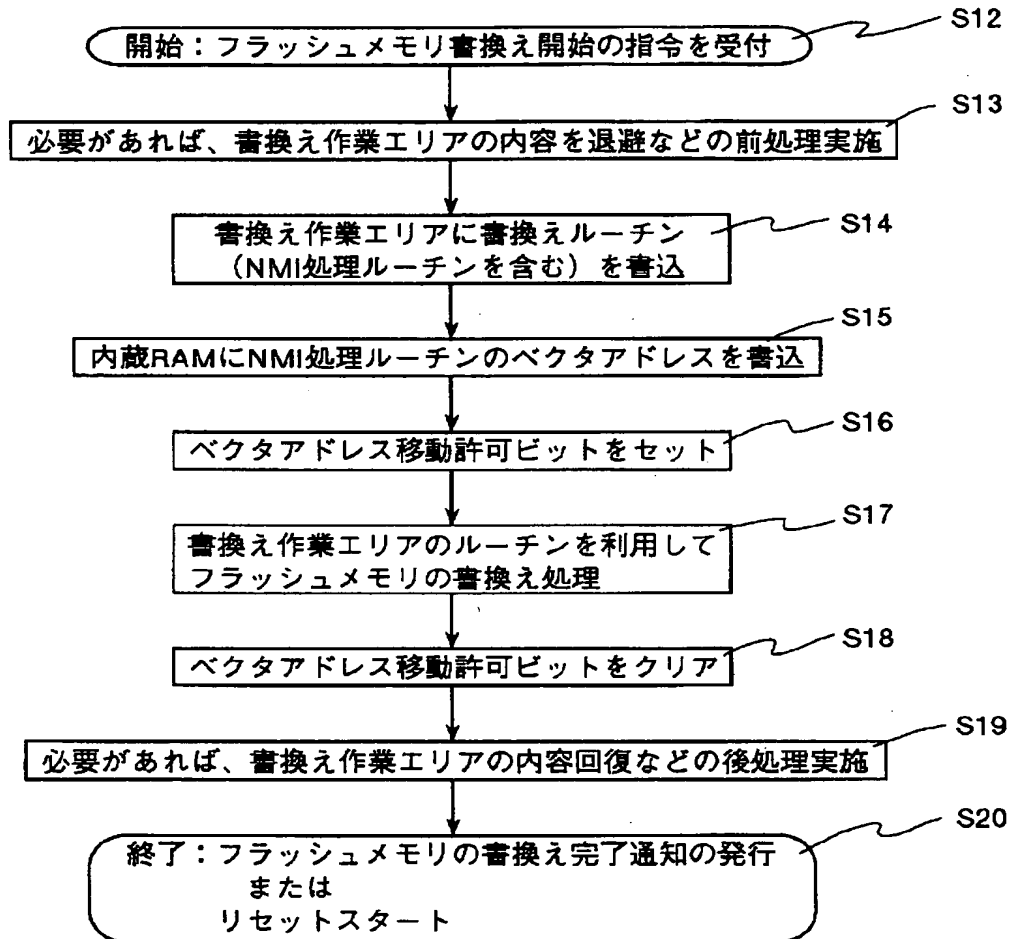 S12
開始：フラッシュメモリ書換え開始の指令を受付
S13
必要があれば、書換え作業エリアの内容を退避などの前処理実施
S14
書換え作業エリアに書換えルーチン
（NMI処理ルーチンを含む）を書込
S15
内蔵RAMにNMI処理ルーチンのベクタアドレスを書込
S16
ベクタアドレス移動許可ビットをセット
S17
書換え作業エリアのルーチンを利用して
フラッシュメモリの書換え処理
S18
ベクタアドレス移動許可ビットをクリア
S19
必要があれば、書換え作業エリアの内容回復などの後処理実施
S20
終了：フラッシュメモリの書換え完了通知の発行
または
リセットスタート